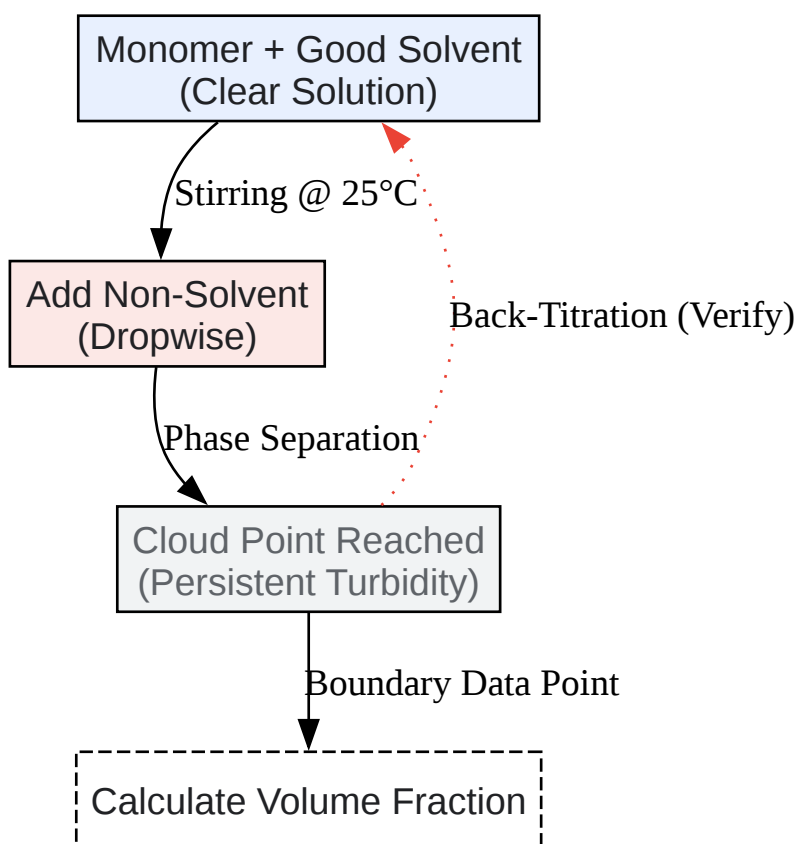 Monomer + Good Solvent
(Clear Solution)
Stirring @ 25°C
Add Non-Solvent
(Dropwise)
Back-Titration (Verify)
Phase Separation
Cloud Point Reached
(Persistent Turbidity)
Boundary Data Point
Calculate Volume Fraction